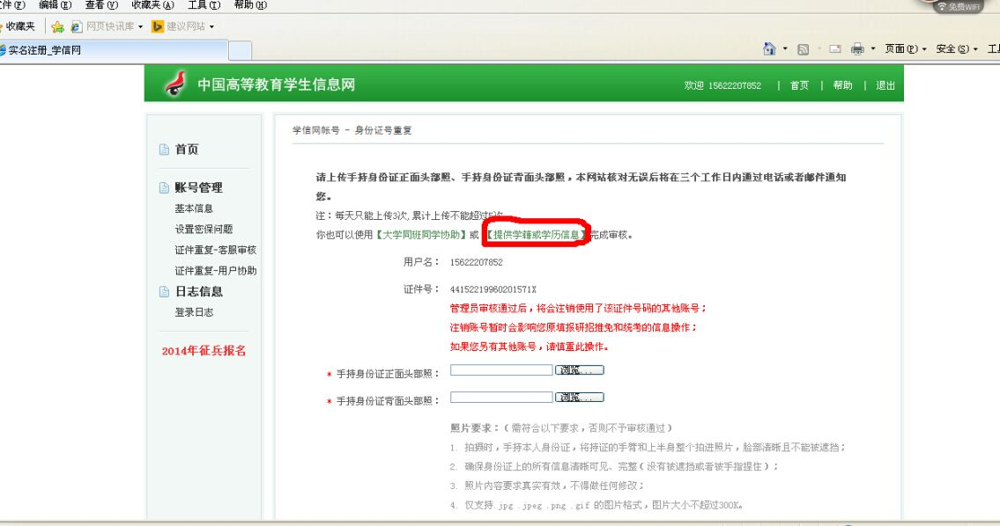 编辑(E) 查看(V) 收藏夹(A) 工具(T) 帮助(H)
免费WiFi
收藏夹 网页快讯库 建议网站
实名注册_学信网
页面(P) 安全(S)
中国高等教育学生信息网
欢迎 15622207852 | 首页 | 帮助 | 退出
首页
账号管理
基本信息
设置密保问题
证件重复-客服审核
证件重复-用户协助
日志信息
登录日志
2014年征兵报名
学信网帐号 - 身份证号重复
请上传手持身份证正面头部照、手持身份证背面头部照，本网站核对无误后将在三个工作日内通过电话或者邮件通知
您。
注：每天只能上传3次,累计上传不能超过5次
你也可以使用【大学同班同学协助】或【提供学籍或学历信息】完成审核。
用户名： 15622207852
证件号： 44152219960201571X
管理员审核通过后，将会注销使用了该证件号码的其他账号；
注销账号暂时会影响您原填报研招推免和统考的信息操作；
如果您另有其他账号，请慎重此操作。
* 手持身份证正面头部照： 浏览...
* 手持身份证背面头部照： 浏览...
照片要求：（需符合以下要求，否则不予审核通过）
1. 拍摄时，手持本人身份证，将持证的手臂和上半身整个拍进照片，脸部清晰且不能被遮挡；
2. 确保身份证上的所有信息清晰可见、完整（没有被遮挡或者被手指捏住）；
3. 照片内容要求真实有效，不得做任何修改；
4. 仅支持.jpg .jpeg .png .gif 的图片格式，图片大小不超过300K。